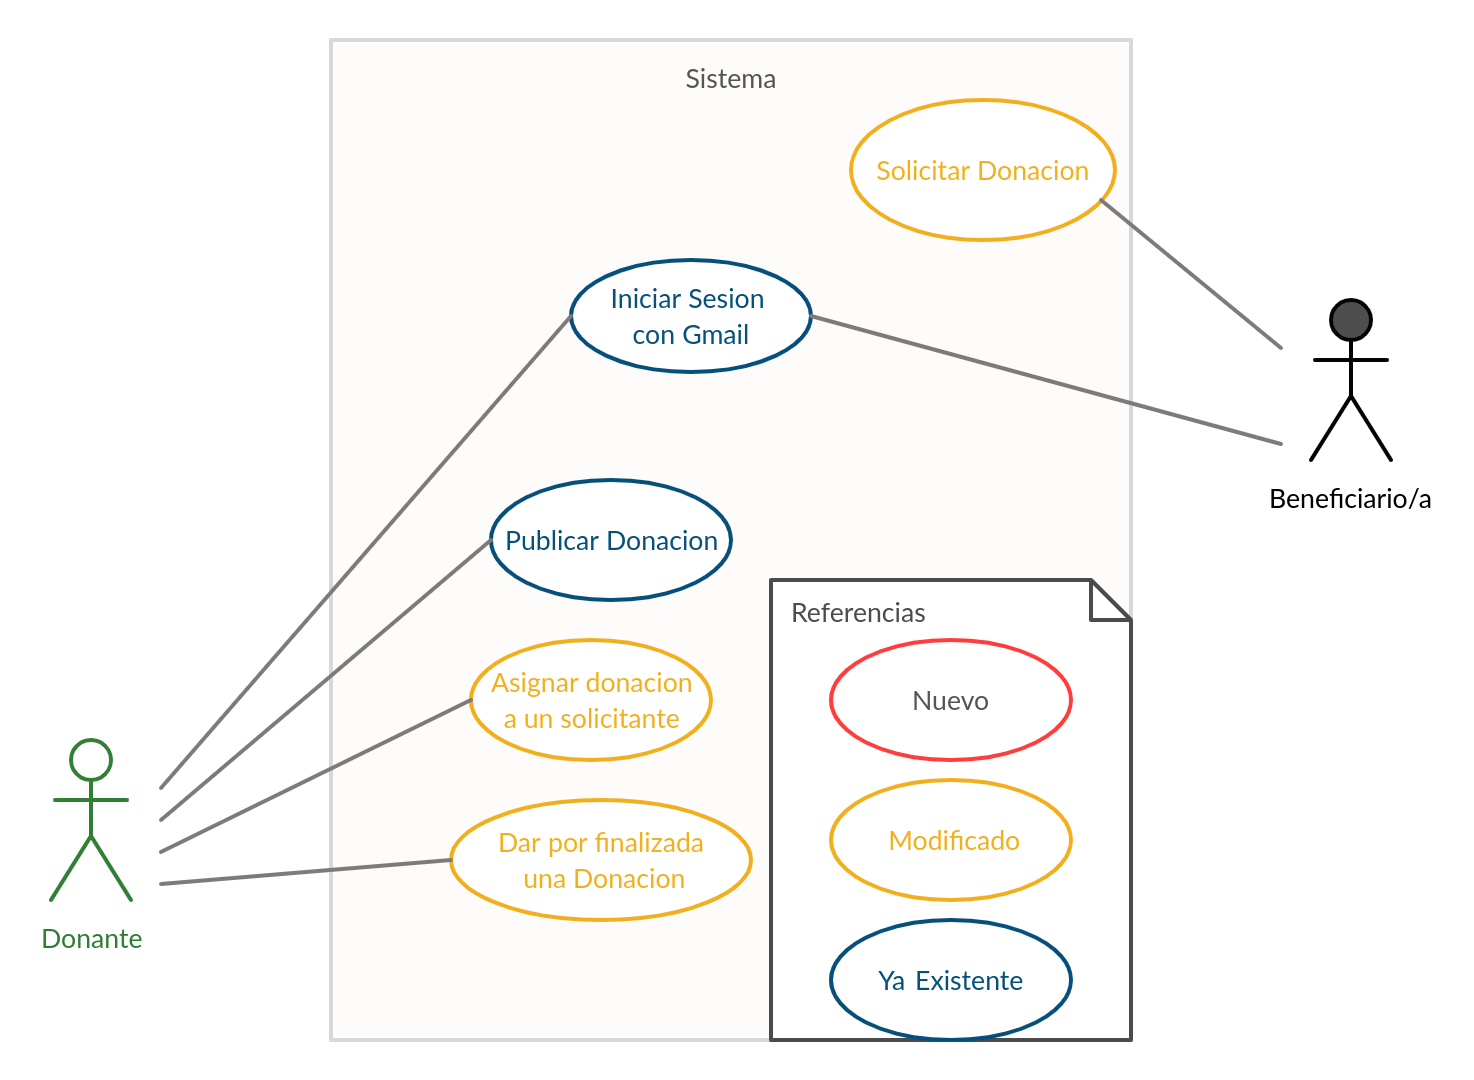 Sistema
Solicitar Donacion
Iniciar Sesion
con Gmail
Beneficiario/a
Publicar Donacion
Referencias
Asignar donacion
a un solicitante
Nuevo
Dar por finalizada
una Donacion
Modificado
Donante
Ya Existente